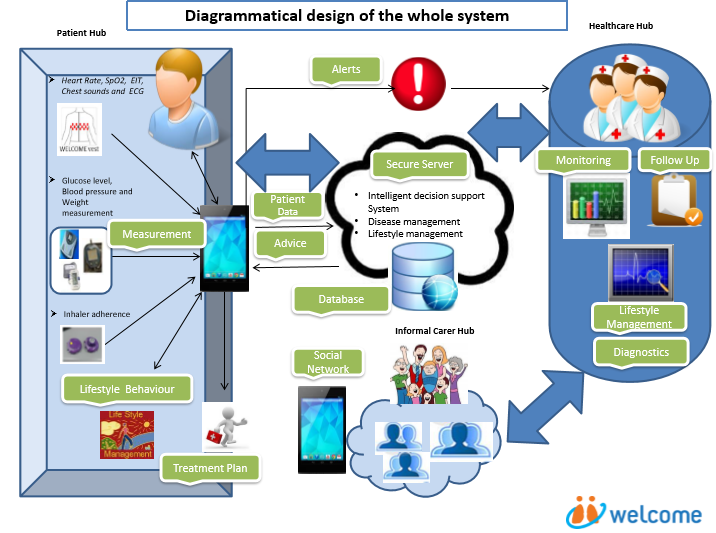 Diagrammatical design of the whole system
Patient Hub
Healthcare Hub
➢ Heart Rate, SpO2, EIT,
Chest sounds and ECG
WELCOME vest
➢ Glucose level,
Blood pressure and
Weight
measurement
Measurement
➢ Inhaler adherence
Lifestyle Behaviour
Life Style
Management
Treatment Plan
Alerts
Patient
Data
Advice
Secure Server
• Intelligent decision support
System
• Disease management
• Lifestyle management
Database
Informal Carer Hub
Social
Network
Monitoring
Follow Up
Lifestyle
Management
Diagnostics
welcome